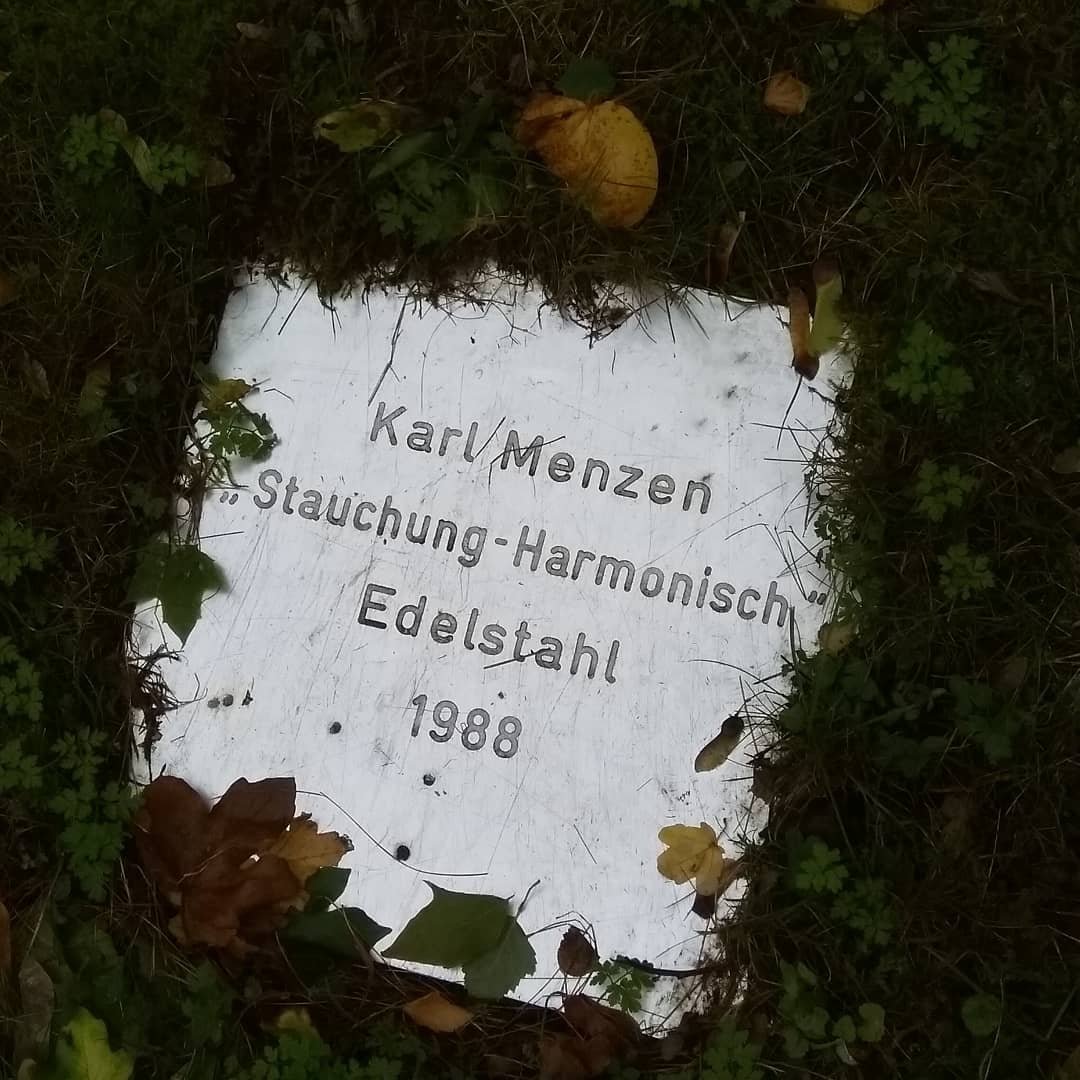 Karl Menzen
„Stauchung-Harmonisch„
Edelstahl
1988